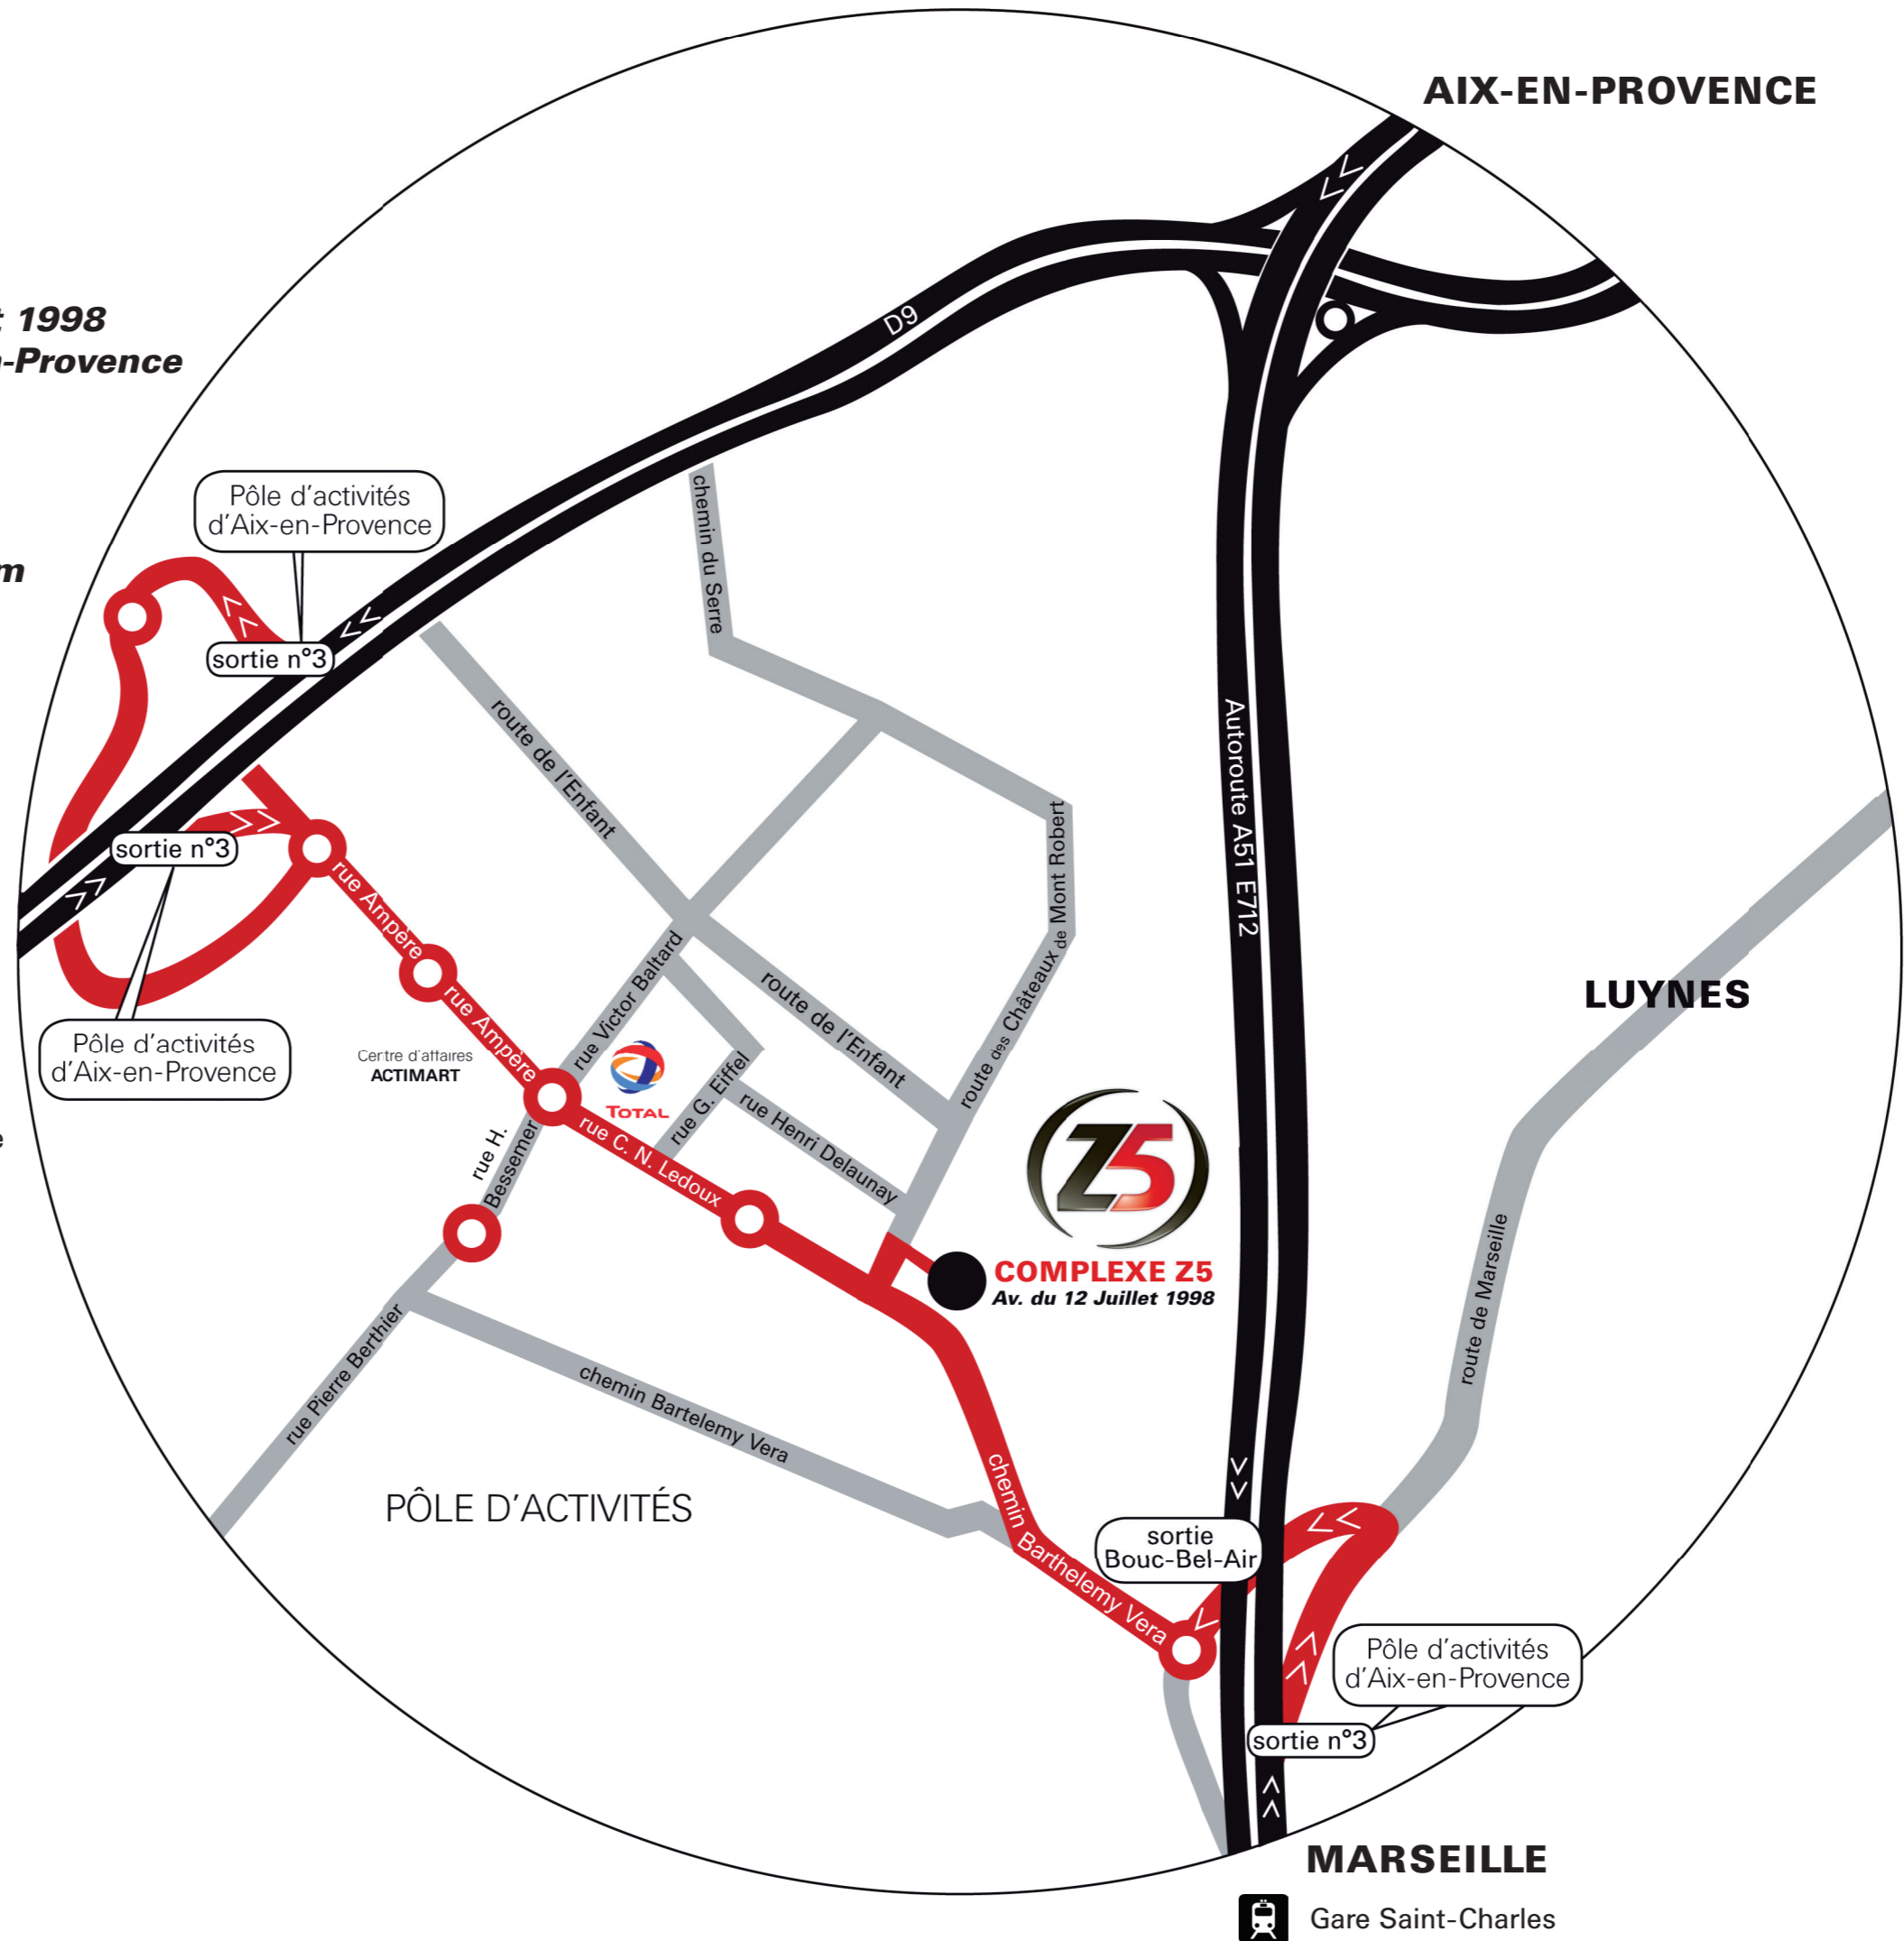 AIX-EN-PROVENCE
t 1998
n-Provence
D9
Pôle d'activités
d'Aix-en-Provence
chemin du Serre
m
sortie n°3
route de l'Enfant
Autoroute A51 E712
sortie n°3
rue Ampère
route des Châteaux de Mont Robert
rue Victor Baltard
route de l'Enfant
LUYNES
rue Ampère
Pôle d'activités
d'Aix-en-Provence
Centre d'affaires
ACTIMART
TOTAL
rue G. Eiffel
rue Henri Delaunay
e
rue H.
Bessemer
rue C. N. Ledoux
Z5
COMPLEXE Z5
Av. du 12 Juillet 1998
route de Marseille
rue Pierre Berthier
chemin Bartelemy Vera
PÔLE D'ACTIVITÉS
chemin Barthelemy Vera
sortie
Bouc-Bel-Air
Pôle d'activités
d'Aix-en-Provence
sortie n°3
MARSEILLE
Gare Saint-Charles